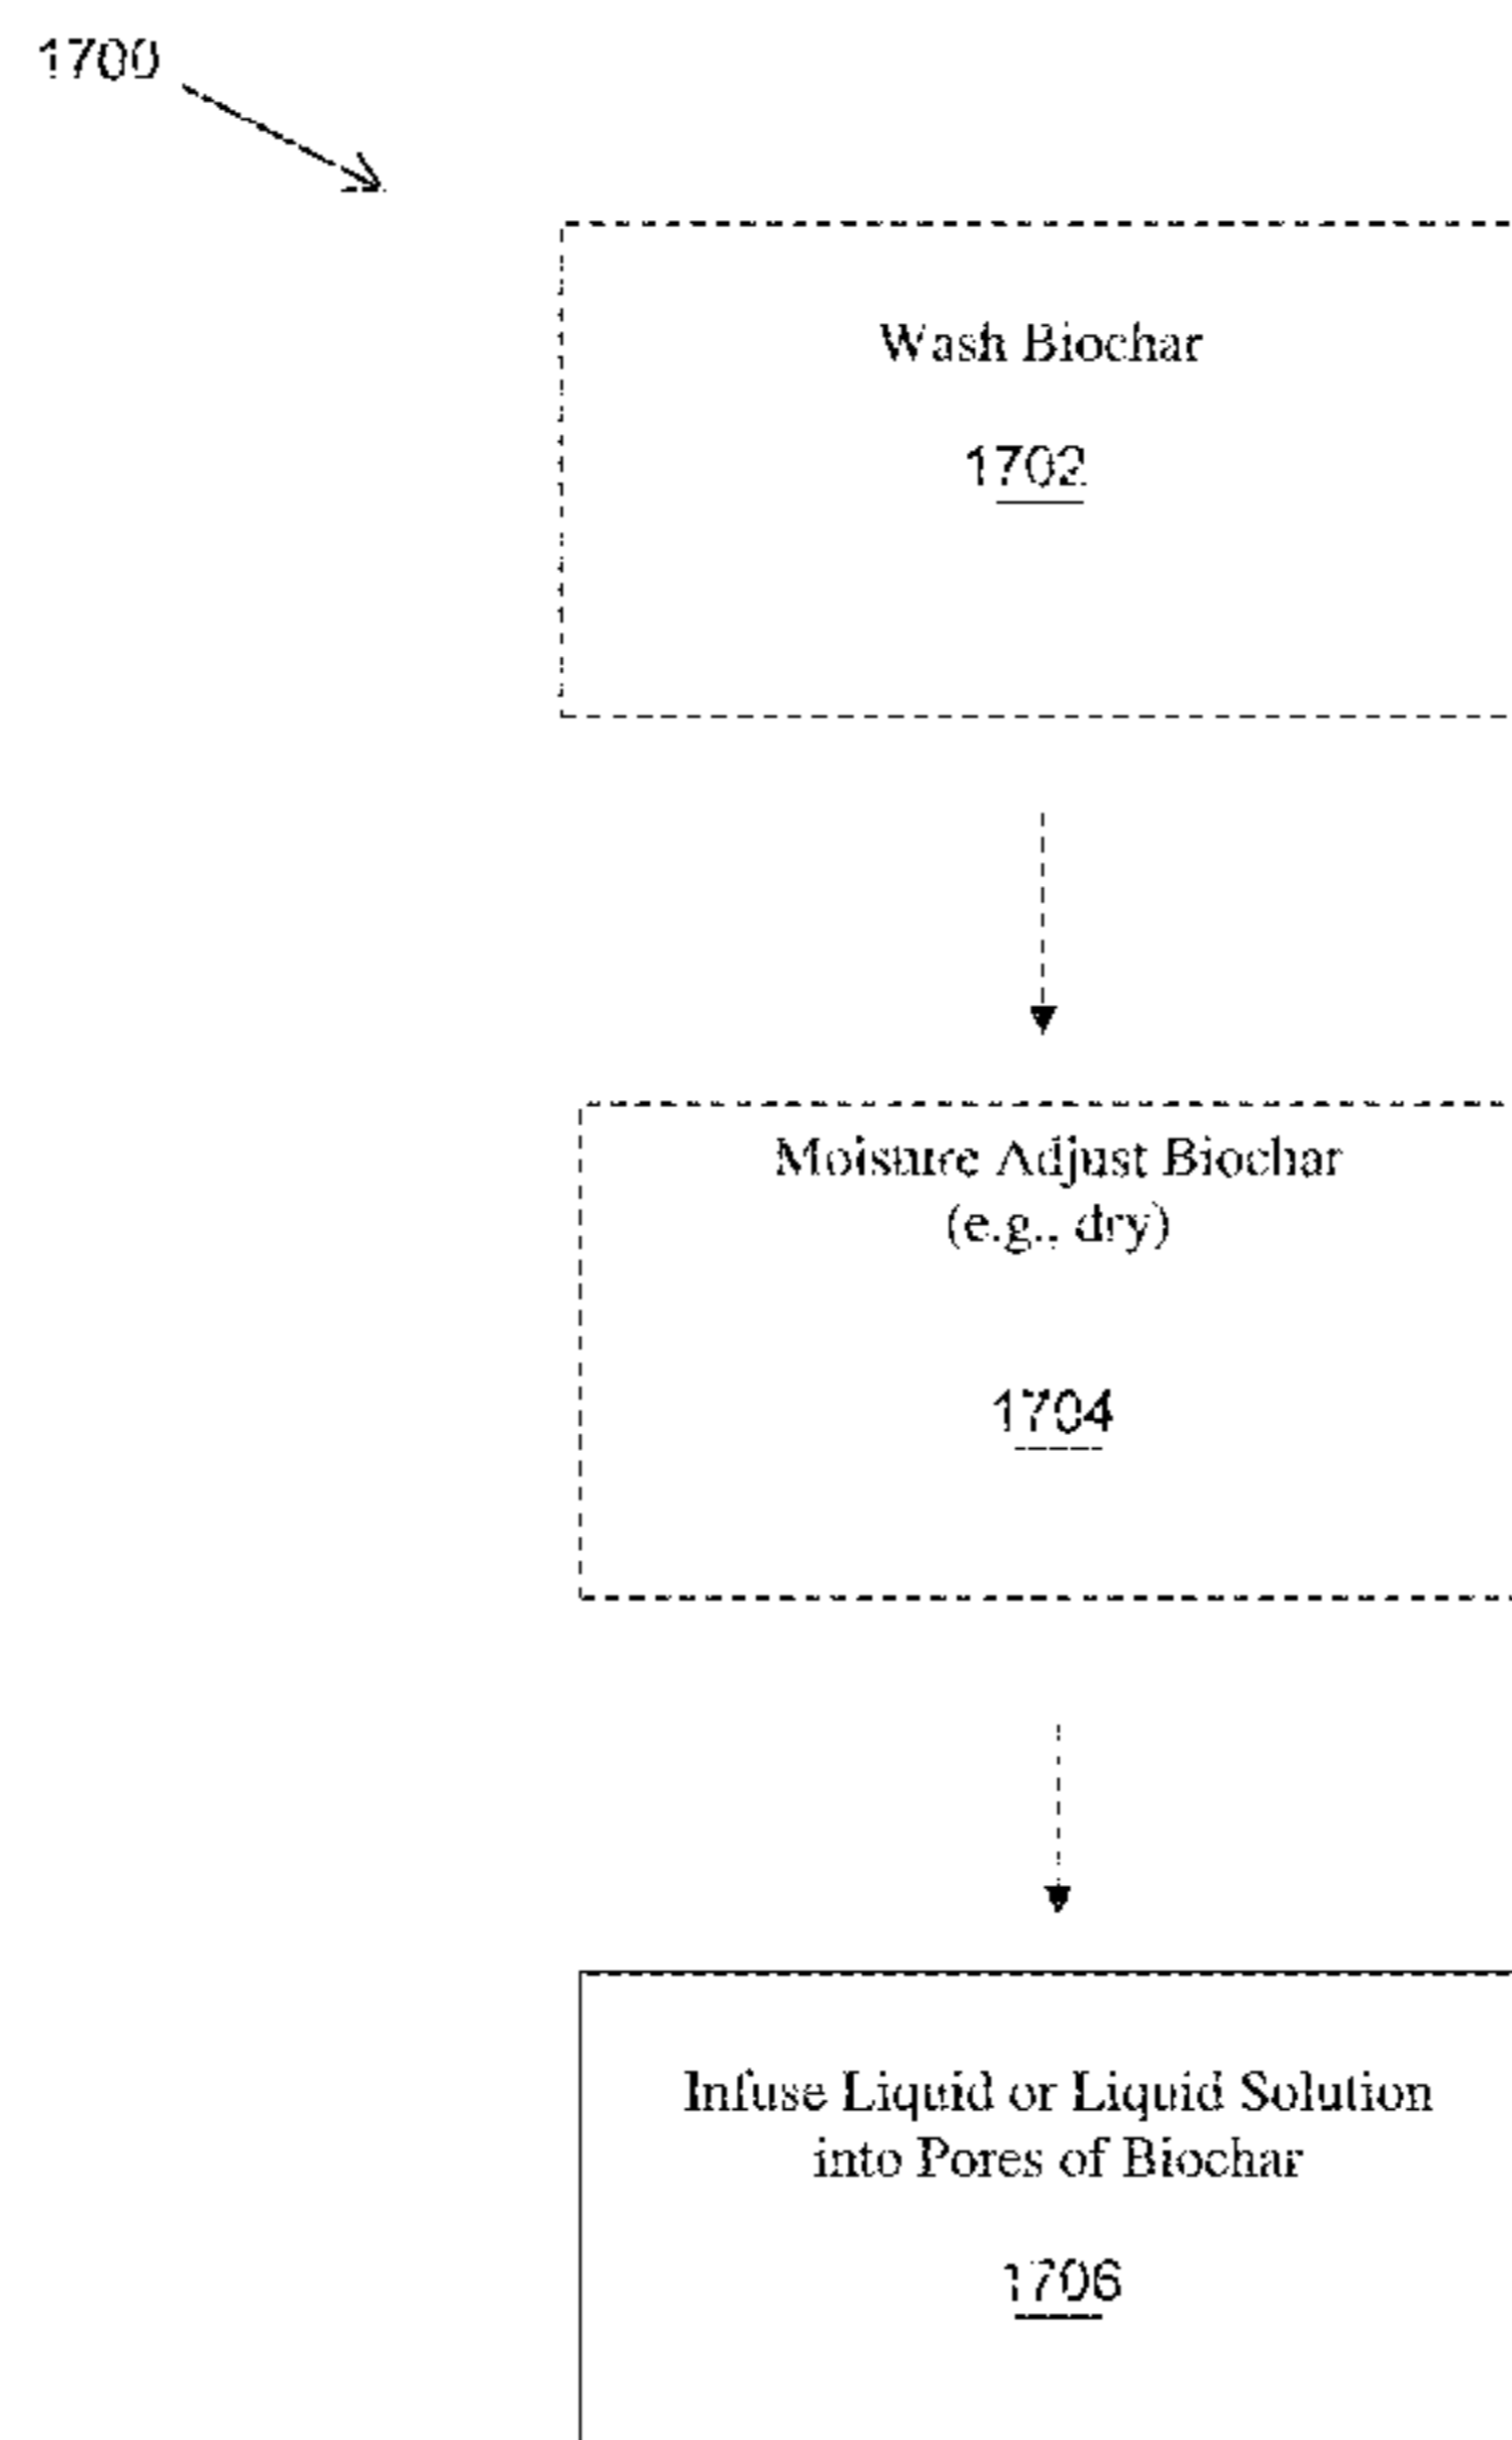 1700
Wash Biochar
1702
Moisture Adjust Biochar
(e.g., dry)
1704
Infuse Liquid or Liquid Solution
into Pores of Biochar
1706